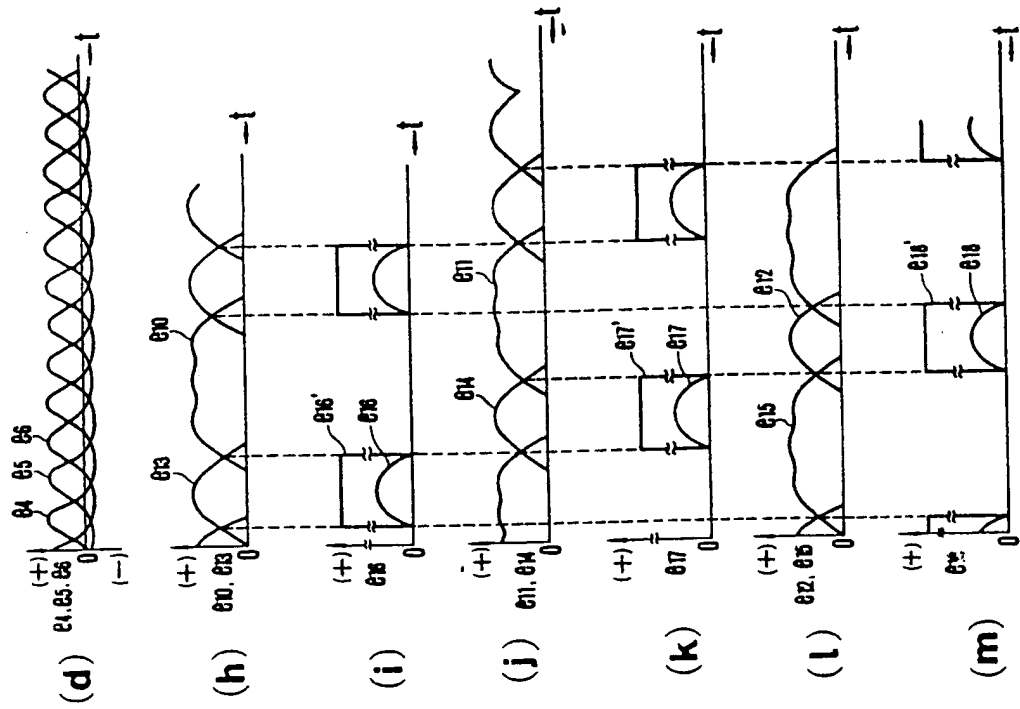 (d)
e4, e5, e6
(+)
(−)
0
e4
e5
e6
t
(h)
e10, e13
(+)
0
e13
e10
t
(i)
e16
(+)
0
e16'
e16
t
(j)
e11, e14
(+)
0
e14
e11
t
(k)
e17
(+)
0
e17'
e17
t
(l)
e12, e15
(+)
0
e15
e12
t
(m)
(+)
0
e18'
e18
t